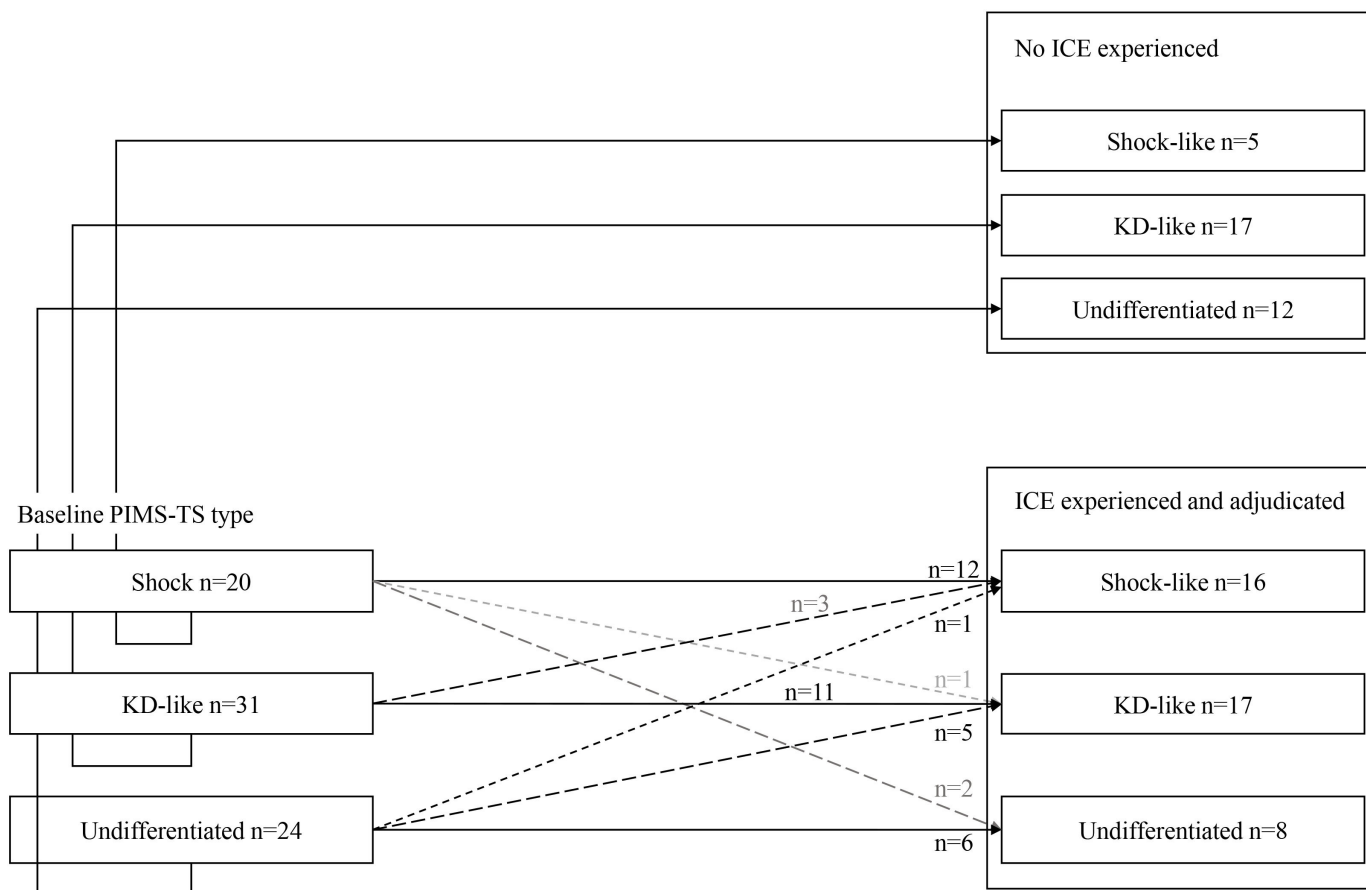 No ICE experienced
Shock-like n=5
KD-like n=17
Undifferentiated n=12
Baseline PIMS-TS type
ICE experienced and adjudicated
Shock n=20
n=12
Shock-like n=16
n=3
n=1
KD-like n=31
n=1
n=11
KD-like n=17
n=5
n=2
Undifferentiated n=24
n=6
Undifferentiated n=8